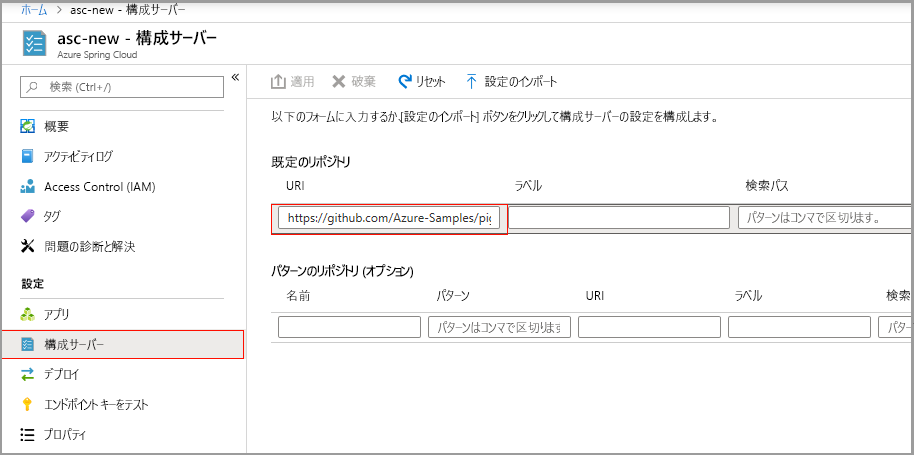 ホーム > asc-new - 構成サーバー
asc-new - 構成サーバー
Azure Spring Cloud
検索 (Ctrl+/)
«
概要
アクティビティログ
Access Control (IAM)
タグ
問題の診断と解決
設定
アプリ
構成サーバー
デプロイ
エンドポイント キーをテスト
プロパティ
適用 破棄 リセット 設定のインポート
以下のフォームに入力するか、[設定のインポート] ボタンをクリックして構成サーバーの設定を構成します。
既定のリポジトリ
URI ラベル 検索パス
https://github.com/Azure-Samples/pig パターンはコンマで区切ります。
パターンのリポジトリ (オプション)
名前 パターン URI ラベル 検索
パターンはコンマで区切ります パター